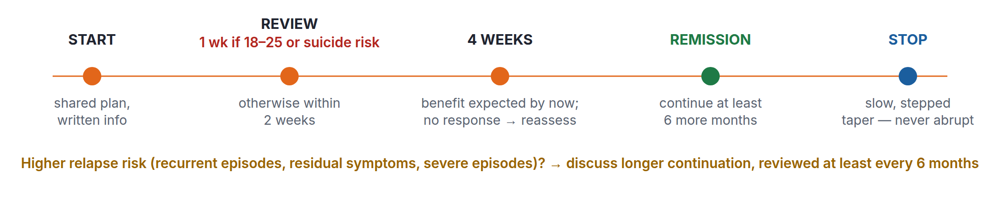 START
shared plan,
written info
REVIEW
1 wk if 18–25 or suicide risk
otherwise within
2 weeks
4 WEEKS
benefit expected by now;
no response → reassess
REMISSION
continue at least
6 more months
STOP
slow, stepped
taper — never abrupt
Higher relapse risk (recurrent episodes, residual symptoms, severe episodes)? → discuss longer continuation, reviewed at least every 6 months